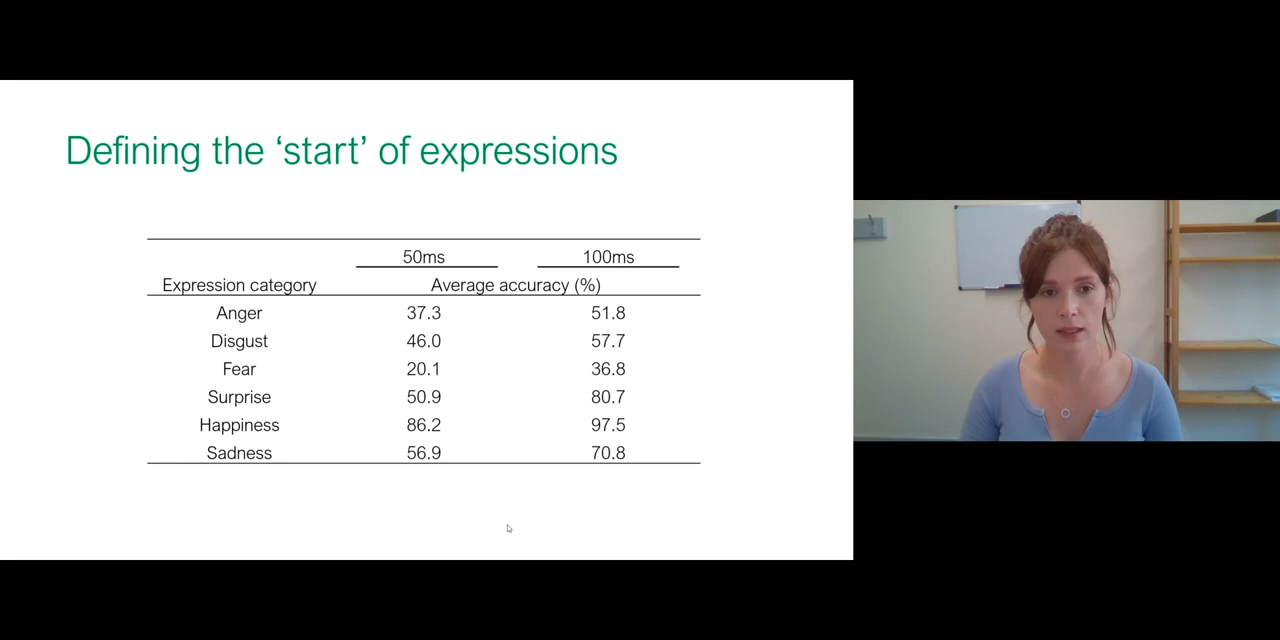 Defining the ‘start’ of expressions
50ms 100ms
Expression category Average accuracy (%)
Anger 37.3 51.8
Disgust 46.0 57.7
Fear 20.1 36.8
Surprise 50.9 80.7
Happiness 86.2 97.5
Sadness 56.9 70.8